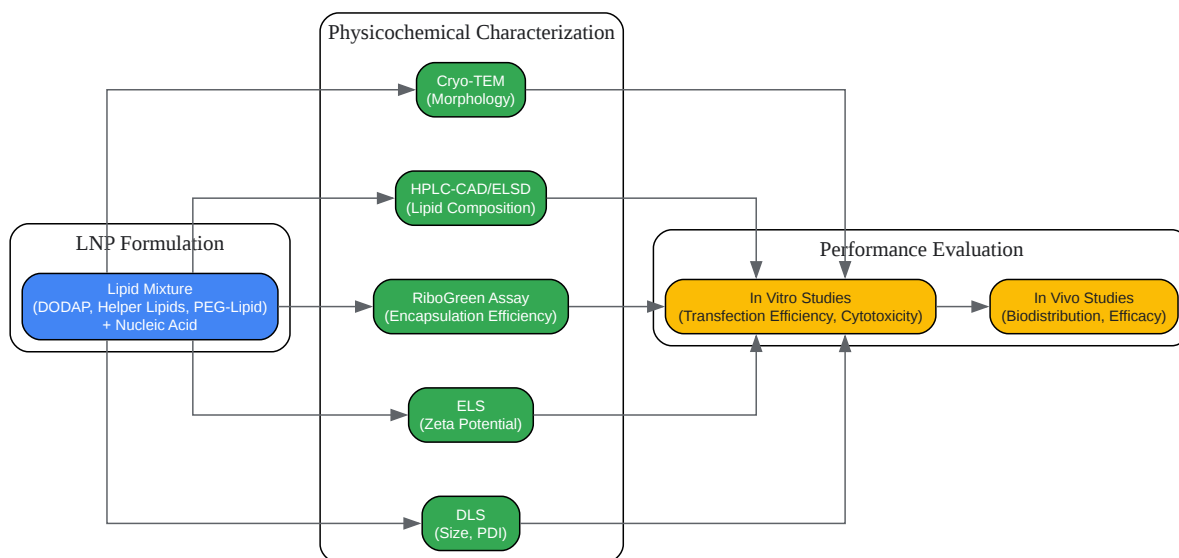 Physicochemical Characterization
Cryo-TEM
(Morphology)
HPLC-CAD/ELSD
(Lipid Composition)
LNP Formulation
Performance Evaluation
Lipid Mixture
(DODAP, Helper Lipids, PEG-Lipid)
+ Nucleic Acid
RiboGreen Assay
(Encapsulation Efficiency)
In Vitro Studies
(Transfection Efficiency, Cytotoxicity)
In Vivo Studies
(Biodistribution, Efficacy)
ELS
(Zeta Potential)
DLS
(Size, PDI)